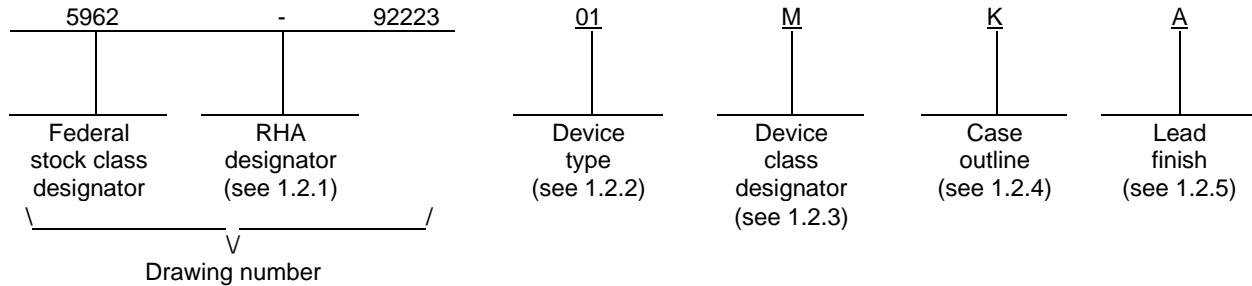 5962 - 92223 01 M K A
Federal stock class designator
RHA designator (see 1.2.1)
Device type (see 1.2.2)
Device class designator (see 1.2.3)
Case outline (see 1.2.4)
Lead finish (see 1.2.5)
Drawing number